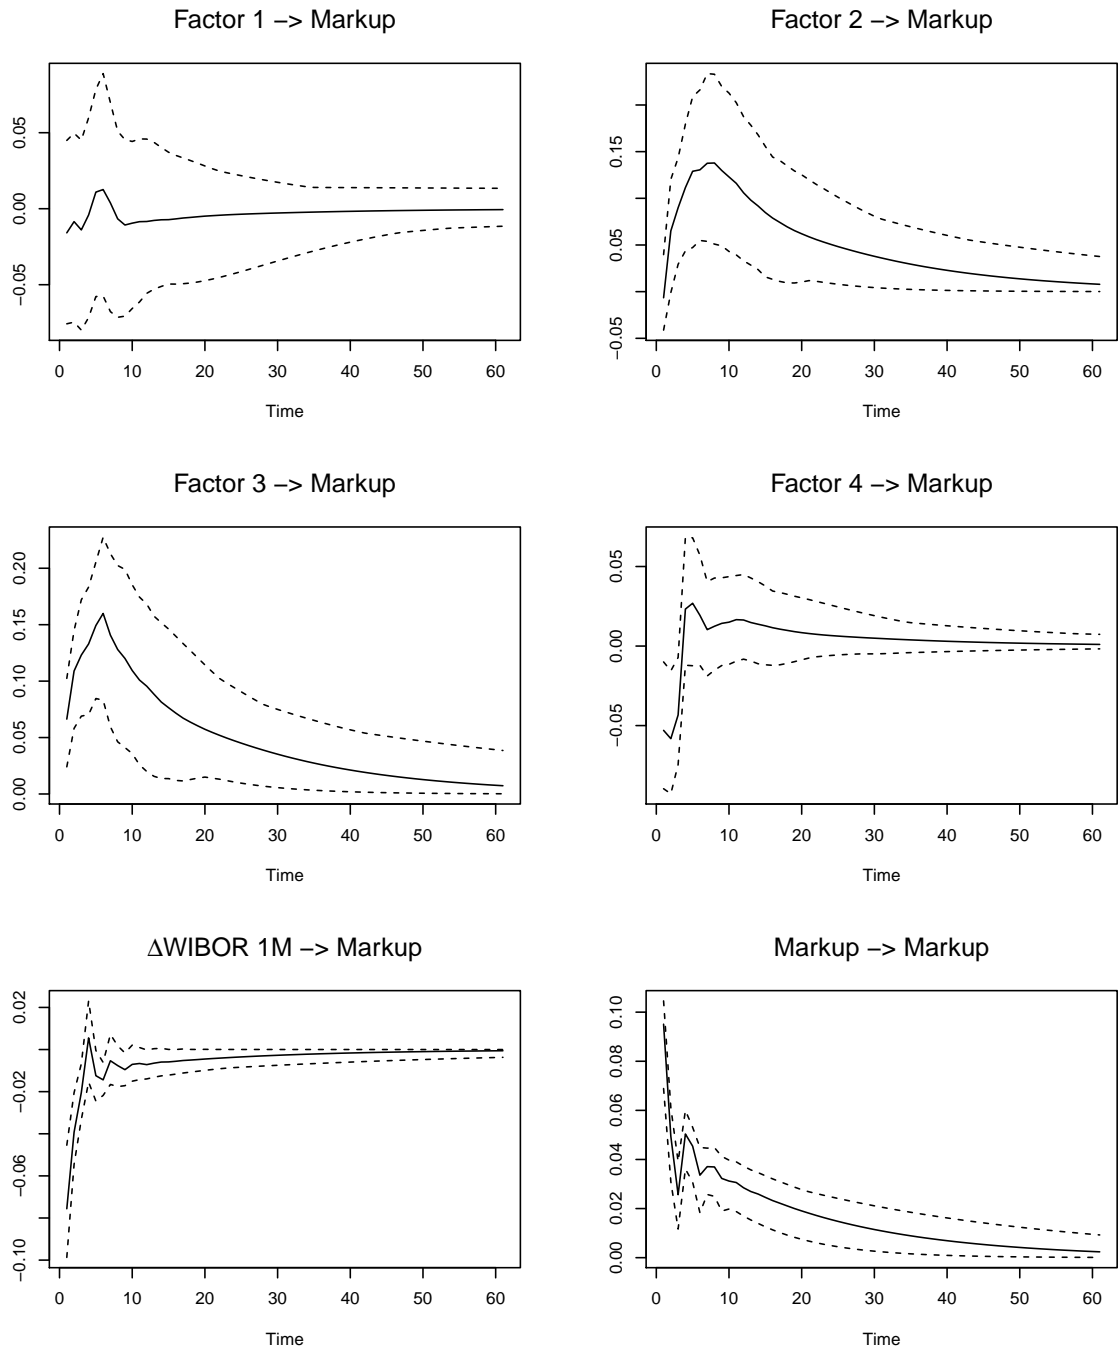 Factor 1 −> Markup
0.05
0.00
−0.05
0 10 20 30 40 50 60
Time
Factor 2 −> Markup
0.15
0.05
−0.05
0 10 20 30 40 50 60
Time
Factor 3 −> Markup
0.20
0.15
0.10
0.05
0.00
0 10 20 30 40 50 60
Time
Factor 4 −> Markup
0.05
0.00
−0.05
0 10 20 30 40 50 60
Time
ΔWIBOR 1M −> Markup
0.02
−0.02
−0.06
−0.10
0 10 20 30 40 50 60
Time
Markup −> Markup
0.10
0.08
0.06
0.04
0.02
0.00
0 10 20 30 40 50 60
Time